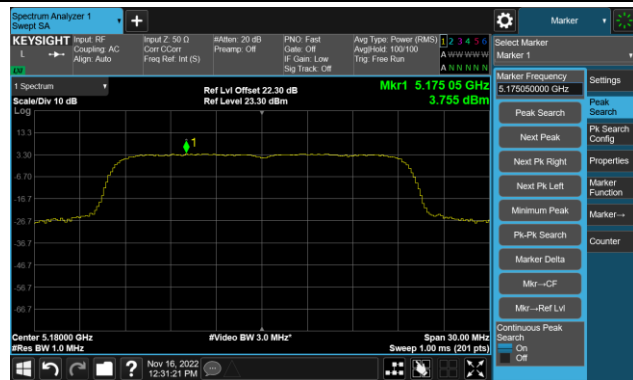 Spectrum Analyzer 1
Swept SA
Marker
KEYSIGHT
L
Input: RF
Coupling: AC
Align: Auto
Input Z: 50 Ω
Corr CCorr
Freq Ref: Int (S)
#Atten: 20 dB
Preamp: Off
PNO: Fast
Gate: Off
IF Gain: Low
Sig Track: Off
Avg Type: Power (RMS)
Avg|Hold: 100/100
Trig: Free Run
1 2 3 4 5 6
A W W W W W
A N N N N N
1 Spectrum
Scale/Div 10 dB
Log
Ref Lvl Offset 22.30 dB
Ref Level 23.30 dBm
Mkr1 5.175 05 GHz
3.755 dBm
1
13.3
3.30
-6.70
-16.7
-26.7
-36.7
-46.7
-56.7
-66.7
Center 5.18000 GHz
#Res BW 1.0 MHz
#Video BW 3.0 MHz*
Span 30.00 MHz
Sweep 1.00 ms (201 pts)
Nov 16, 2022
12:31:21 PM
Select Marker
Marker 1
Marker Frequency
5.175050000 GHz
Peak Search
Next Peak
Next Pk Right
Next Pk Left
Minimum Peak
Pk-Pk Search
Marker Delta
Mkr→CF
Mkr→Ref Lvl
Continuous Peak
Search
On
Off
Settings
Peak
Search
Pk Search
Config
Properties
Marker
Function
Marker→
Counter